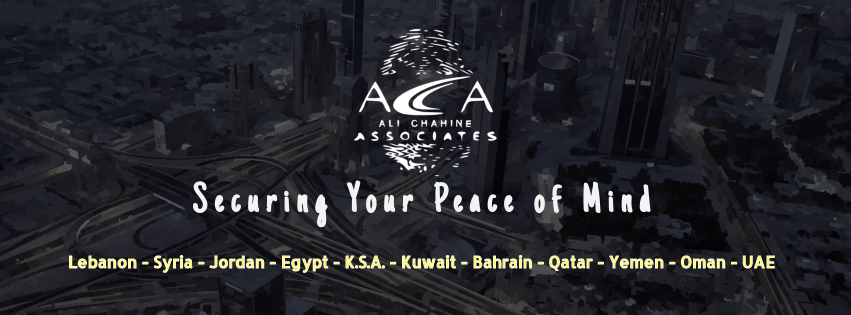 ACA
ALI CHAHINE
ASSOCIATES
Securing Your Peace of Mind
Lebanon - Syria - Jordan - Egypt - K.S.A. - Kuwait - Bahrain - Qatar - Yemen - Oman - UAE